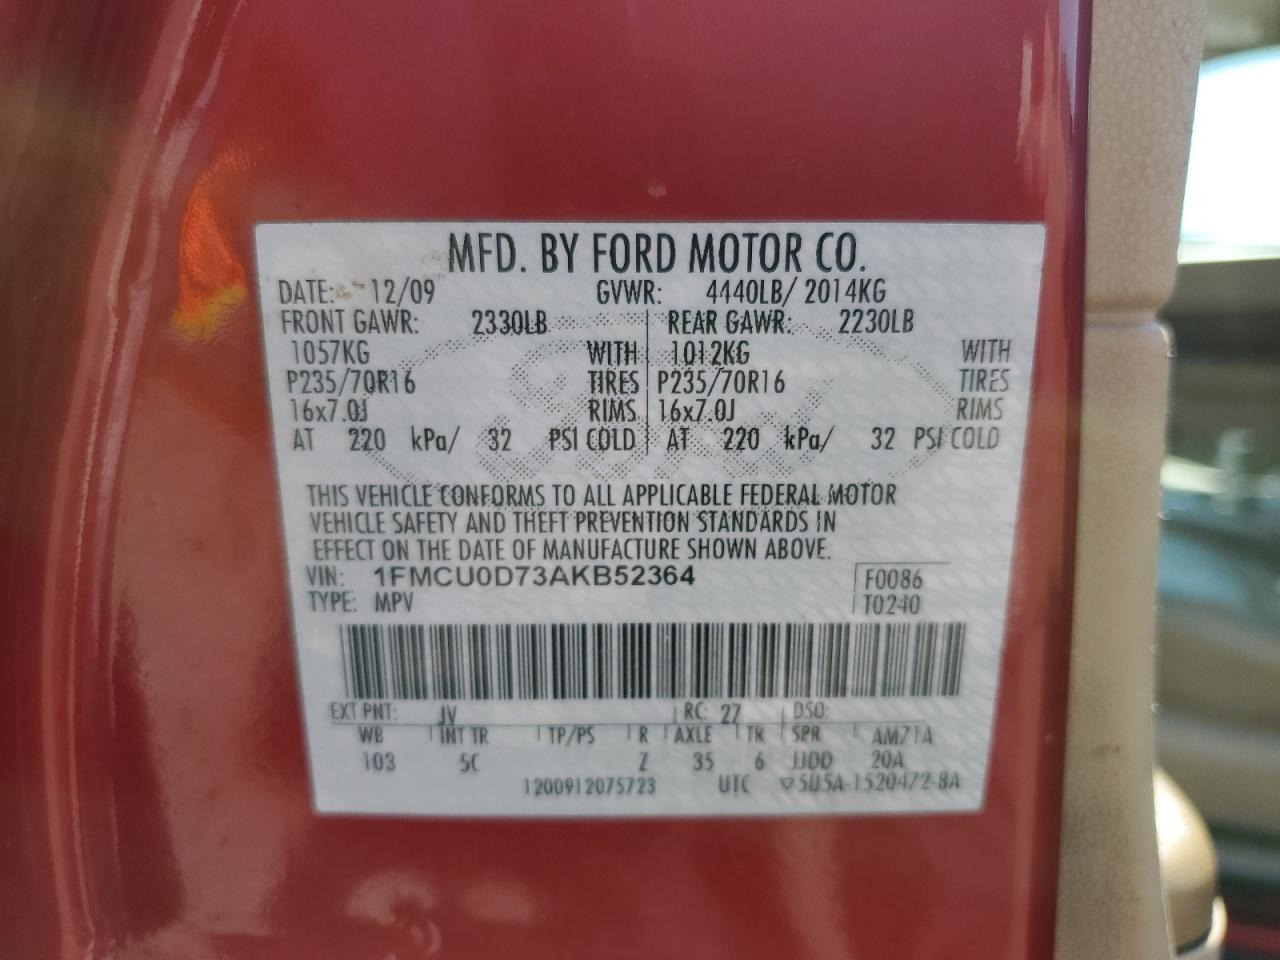 MFD. BY FORD MOTOR CO.
DATE: 12/09 GVWR: 4440LB/ 2014KG
FRONT GAWR: 2330LB REAR GAWR: 2230LB
1057KG WITH 1012KG WITH
P235/70R16 TIRES P235/70R16 TIRES
16x7.0J RIMS 16x7.0J RIMS
AT 220 kPa/ 32 PSI COLD AT 220 kPa/ 32 PSI COLD
THIS VEHICLE CONFORMS TO ALL APPLICABLE FEDERAL MOTOR
VEHICLE SAFETY AND THEFT PREVENTION STANDARDS IN
EFFECT ON THE DATE OF MANUFACTURE SHOWN ABOVE.
VIN: 1FMCU0D73AKB52364 F0086
TYPE: MPV T0240
EXT PNT: JV RC: 27 DSO:
WB INT TR TP/PS R AXLE TR SPR AM71A
103 5C Z 35 6 JJDD 20A
1200912075723 UTC ▽5U5A-1520472-BA